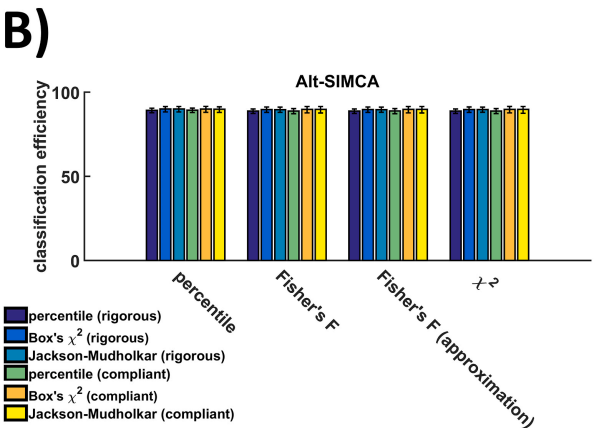 B)
Alt-SIMCA
classification efficiency
100
50
0
percentile
Fisher's F
Fisher's F (approximation)
χ²
percentile (rigorous)
Box's χ² (rigorous)
Jackson-Mudholkar (rigorous)
percentile (compliant)
Box's χ² (compliant)
Jackson-Mudholkar (compliant)